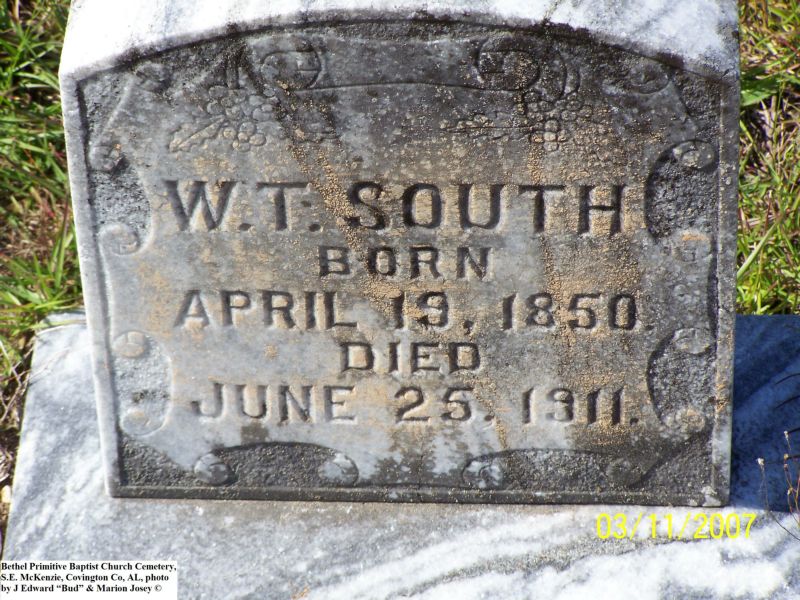 W.T. SOUTH
BORN
APRIL 19, 1850.
DIED
JUNE 25, 1911.
03/11/2007
Bethel Primitive Baptist Church Cemetery,
S.E. McKenzie, Covington Co, AL, photo
by J Edward “Bud” & Marion Josey ©